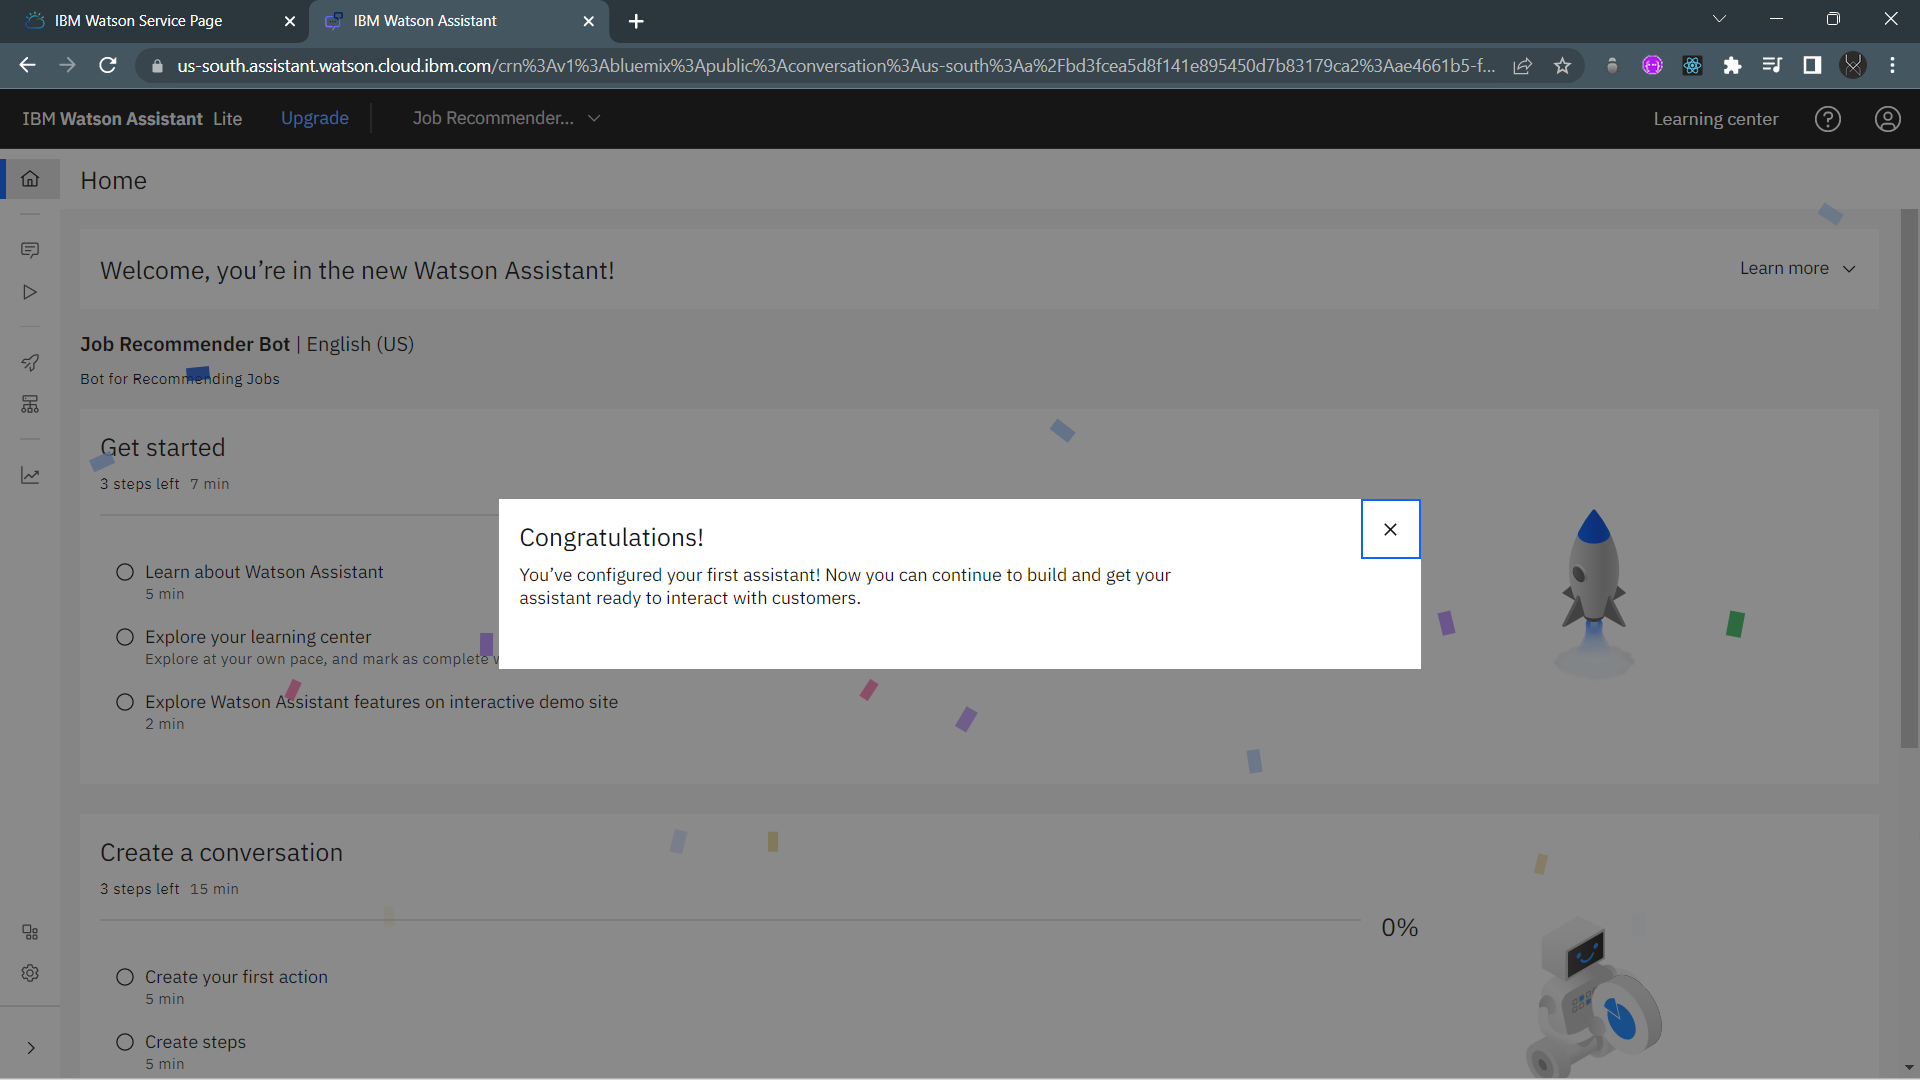 IBM Watson Service Page
IBM Watson Assistant
us-south.assistant.watson.cloud.ibm.com/crn%3Av1%3Abluemix%3Apublic%3Aconversation%3Aus-south%3Aa%2Fbd3fcea5d8f141e895450d7b83179ca2%3Aae4661b5-f...
IBM Watson Assistant Lite
Upgrade
Job Recommender...
Learning center
Home
Welcome, you’re in the new Watson Assistant!
Learn more
Job Recommender Bot | English (US)
Bot for Recommending Jobs
Get started
3 steps left 7 min
Congratulations!
You’ve configured your first assistant! Now you can continue to build and get your
assistant ready to interact with customers.
Learn about Watson Assistant
5 min
Explore your learning center
Explore at your own pace, and mark as complete
Explore Watson Assistant features on interactive demo site
2 min
Create a conversation
3 steps left 15 min
0%
Create your first action
5 min
Create steps
5 min